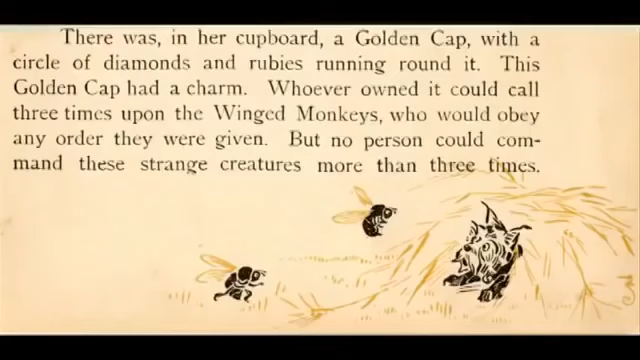 There was, in her cupboard, a Golden Cap, with a
circle of diamonds and rubies running round it. This
Golden Cap had a charm. Whoever owned it could call
three times upon the Winged Monkeys, who would obey
any order they were given. But no person could com-
mand these strange creatures more than three times.